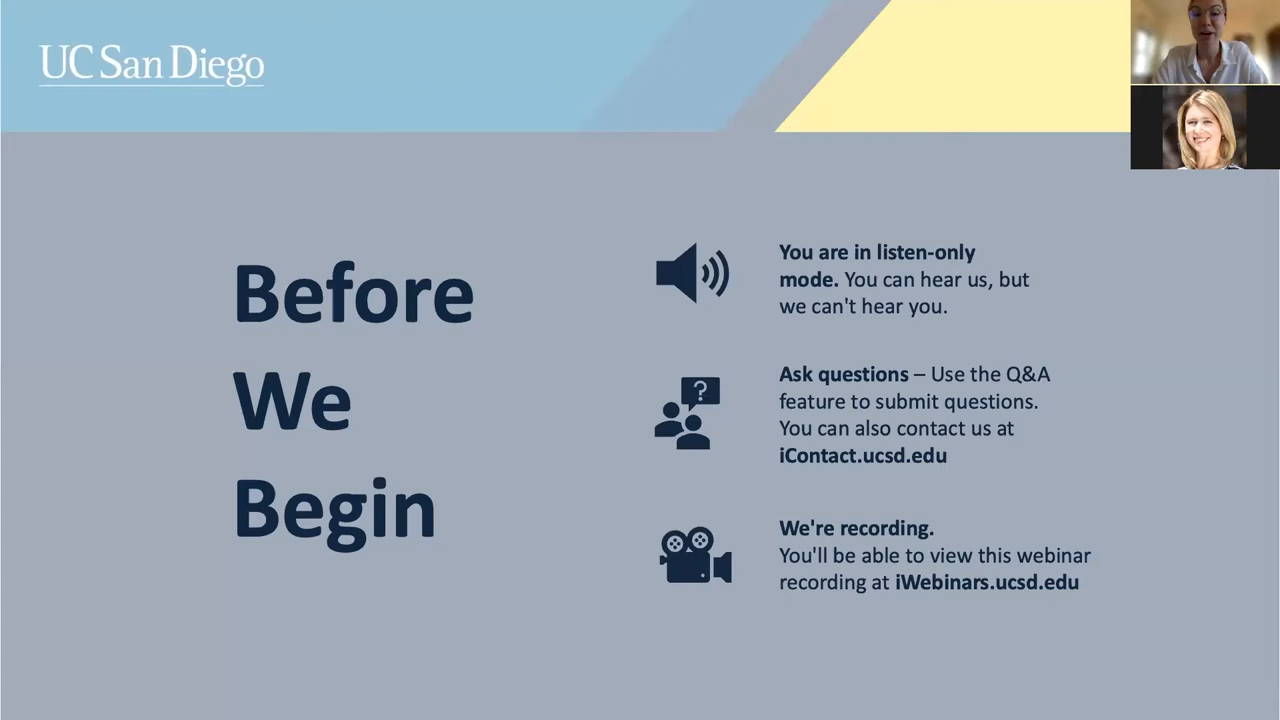 UC San Diego
Before
We
Begin
You are in listen-only
mode. You can hear us, but
we can't hear you.
?
Ask questions – Use the Q&A
feature to submit questions.
You can also contact us at
iContact.ucsd.edu
We're recording.
You'll be able to view this webinar
recording at iWebinars.ucsd.edu